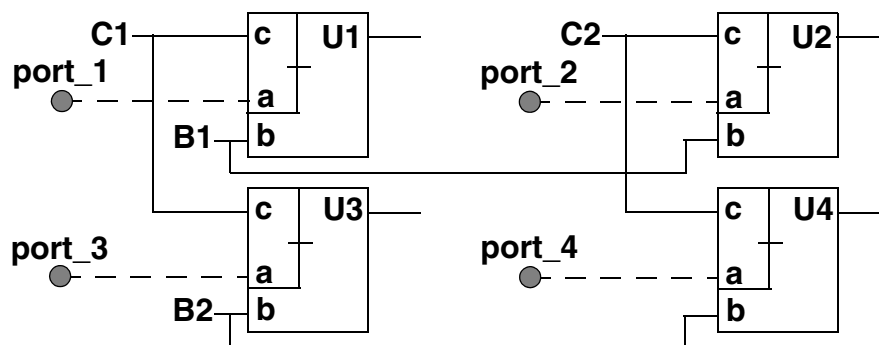 C1 c U1 C2 c U2
port_1 port_2
a a
B1 b b
c U3 c U4
port_3 port_4
a a
B2 b b